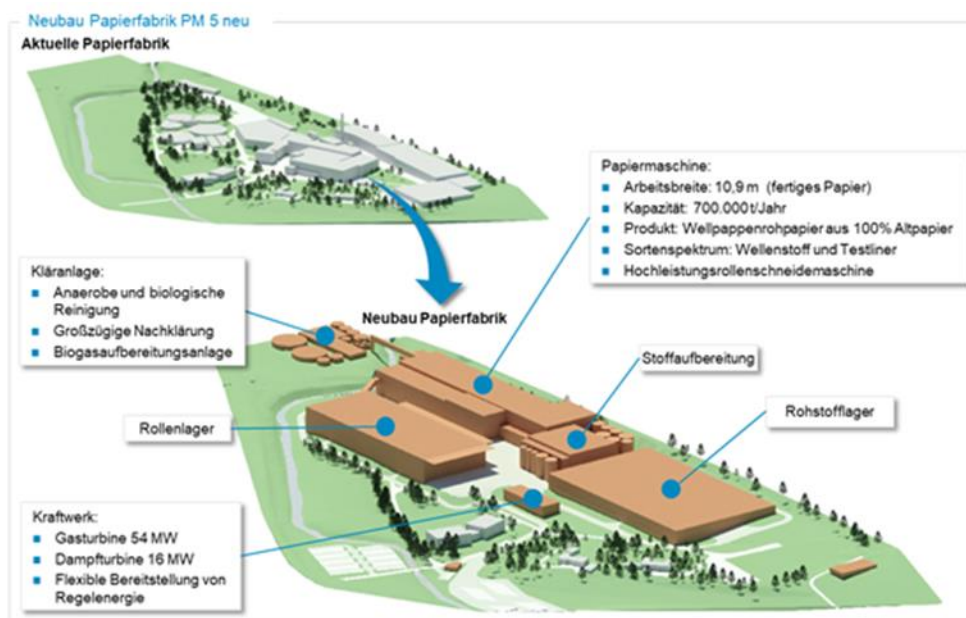 Neubau Papierfabrik PM 5 neu
Aktuelle Papierfabrik
Papiermaschine:
Arbeitsbreite: 10,9 m (fertiges Papier)
Kapazität: 700.000 t/Jahr
Produkt: Wellpappenrohpapier aus 100% Altpapier
Sortenspektrum: Wellenstoff und Testliner
Hochleistungsrollenschneidemaschine
Kläranlage:
Anaerobe und biologische
Reinigung
Großzügige Nachklärung
Biogasaufbereitungsanlage
Neubau Papierfabrik
Stoffaufbereitung
Rollenlager
Rohstofflager
Kraftwerk:
Gasturbine 54 MW
Dampfturbine 16 MW
Flexible Bereitstellung von
Regelenergie